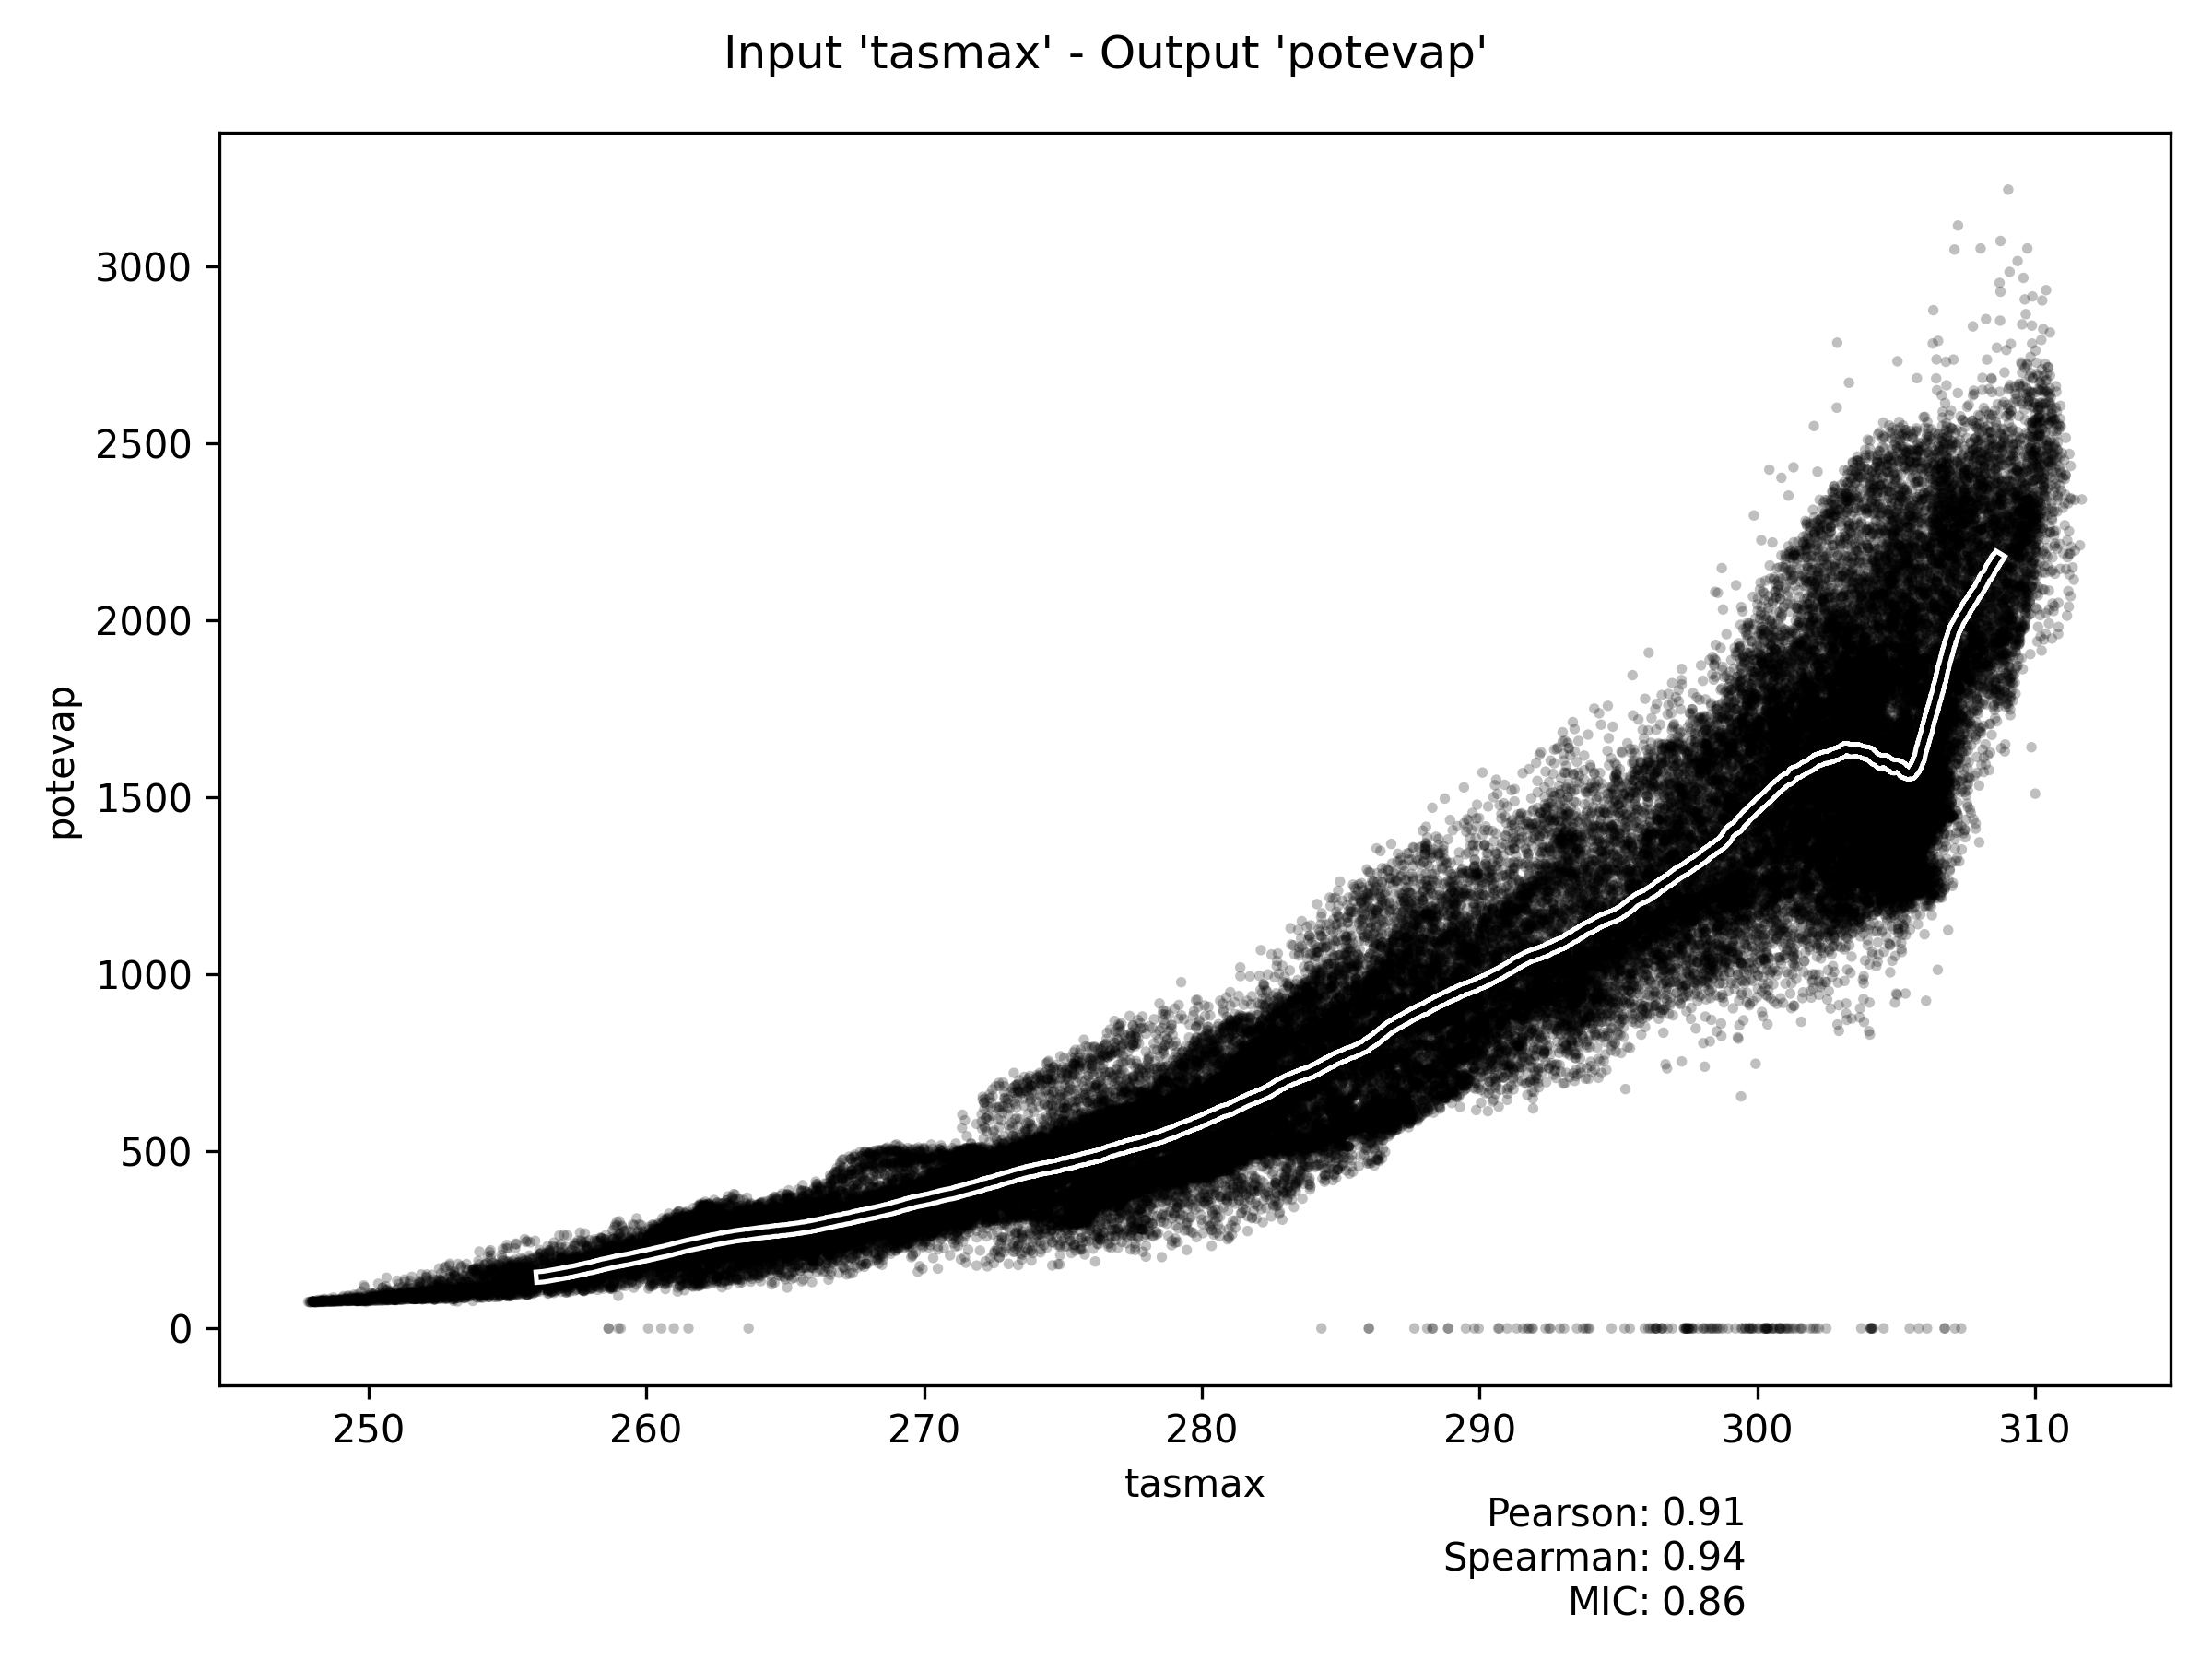 Input 'tasmax' - Output 'potevap'
3000
2500
2000
1500
1000
500
0
potevap
250 260 270 280 290 300 310
tasmax
Pearson: 0.91
Spearman: 0.94
MIC: 0.86